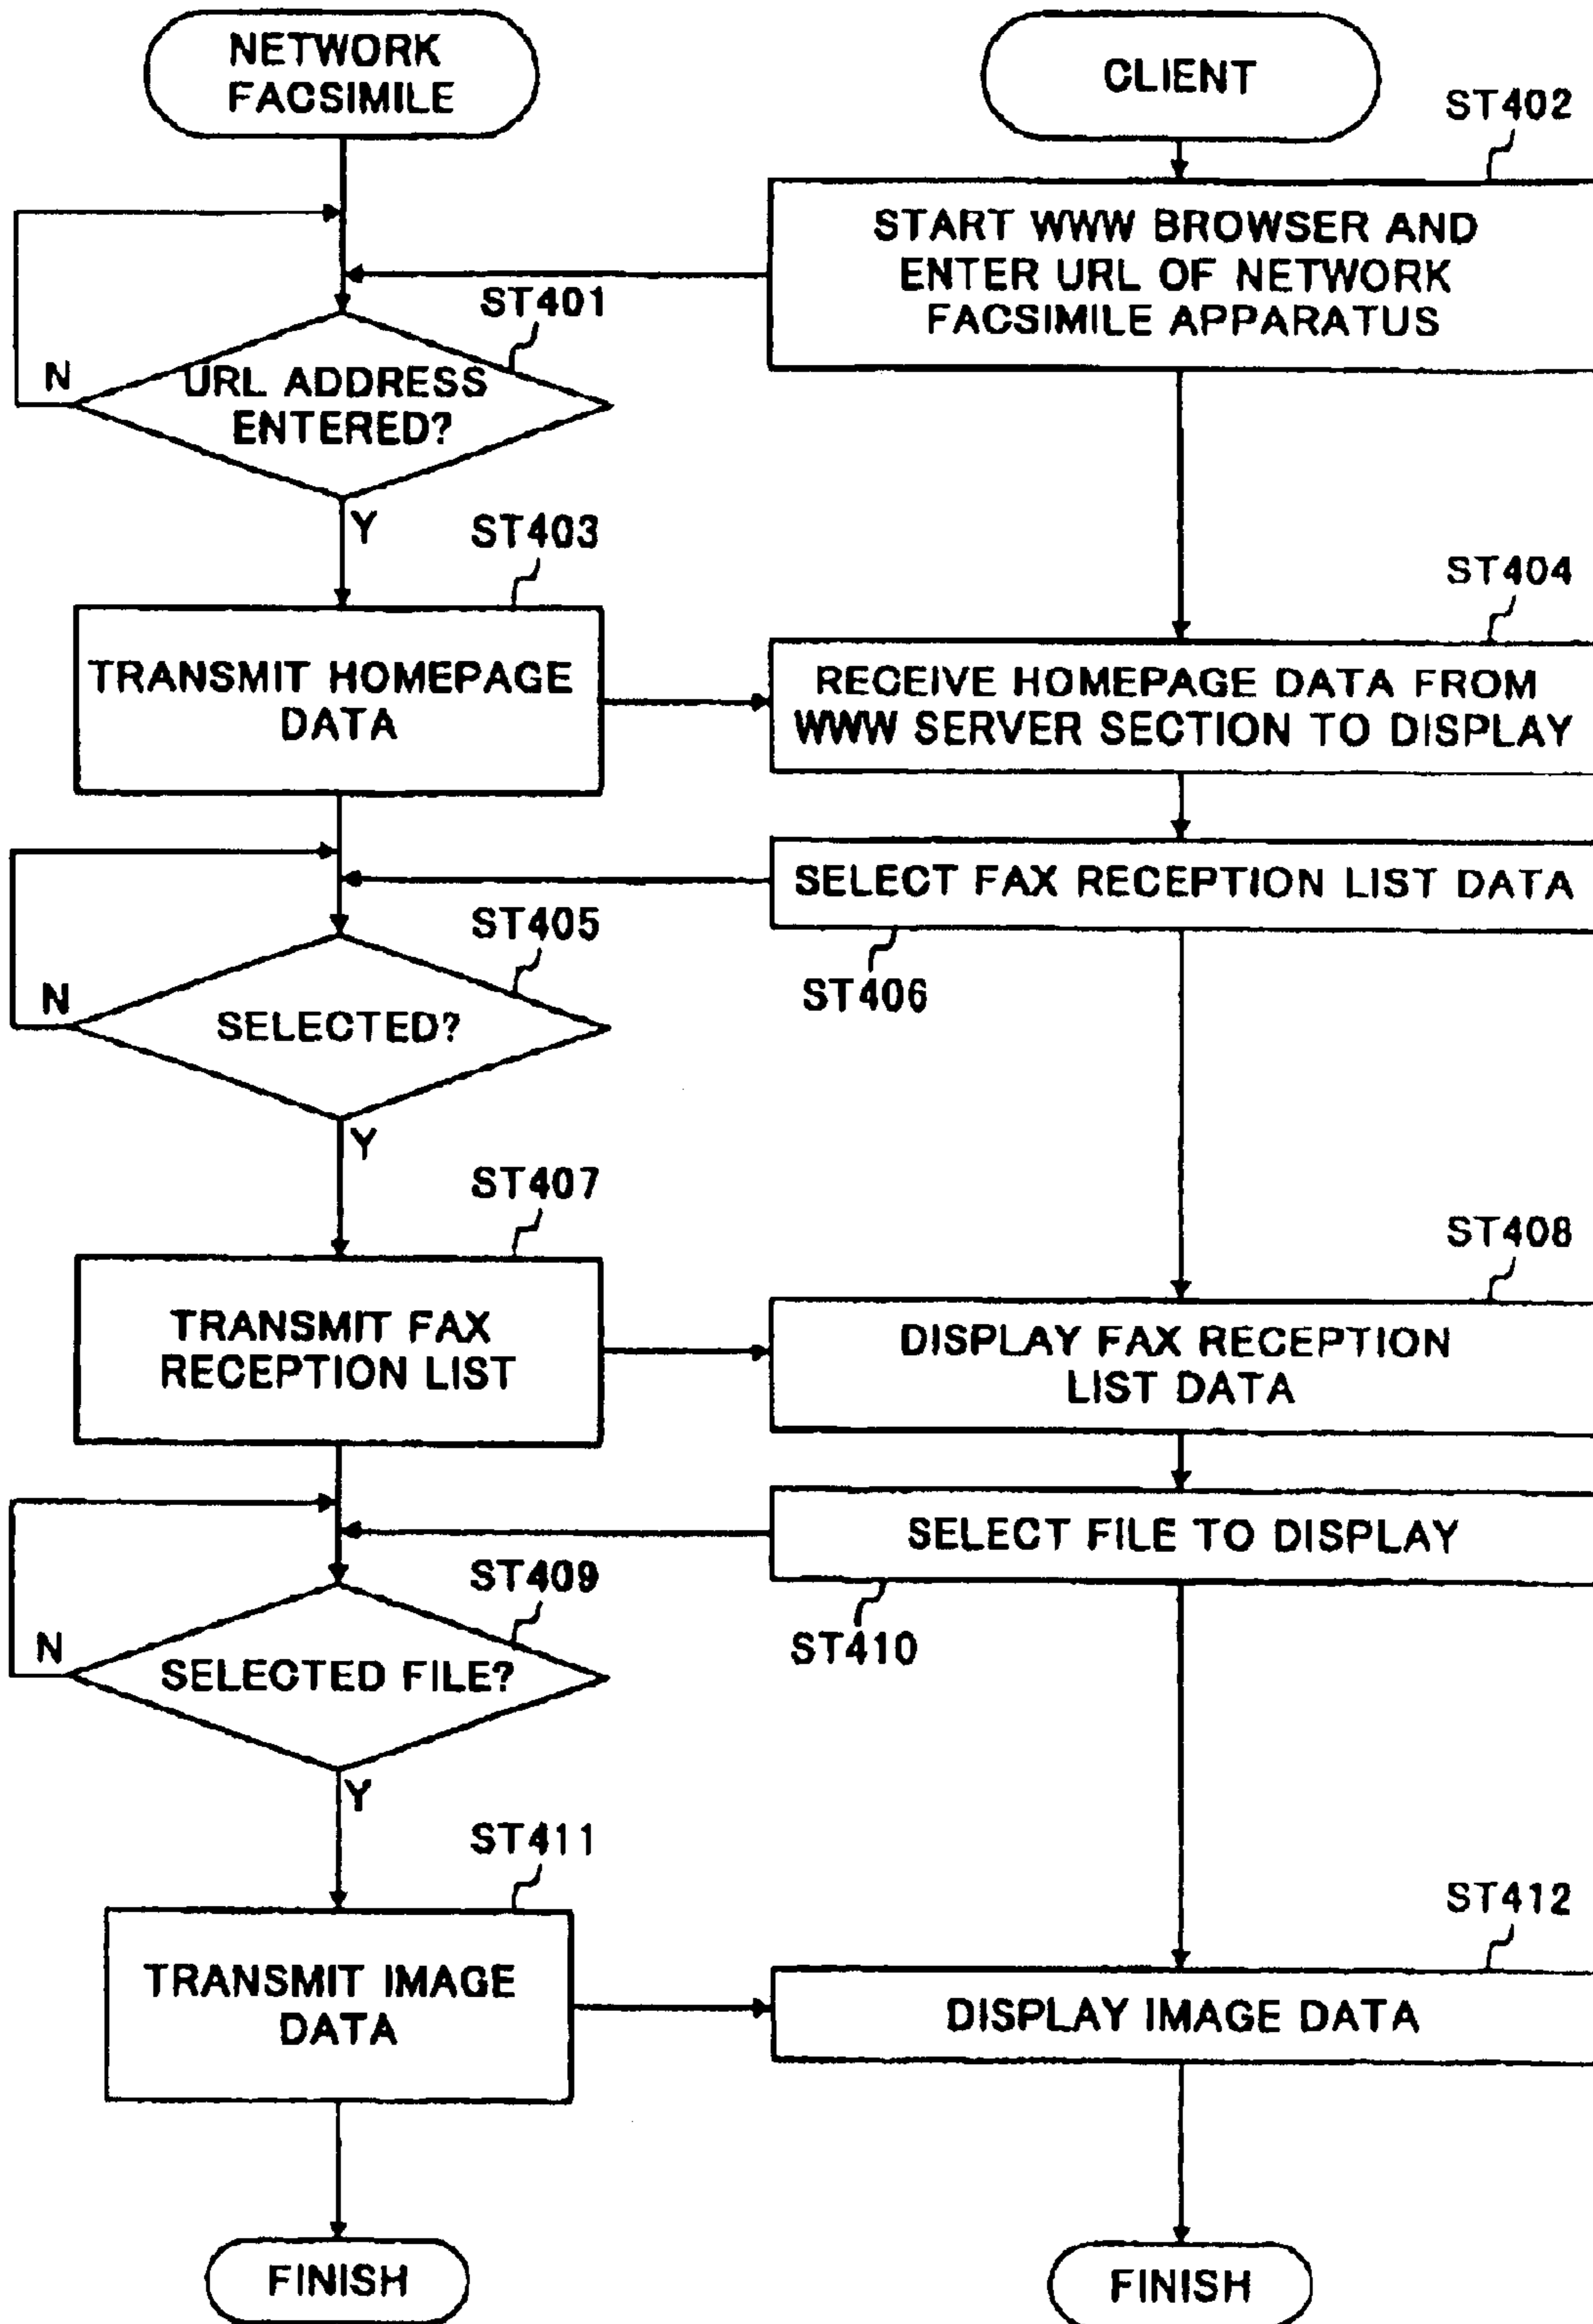 NETWORK
FACSIMILE
CLIENT
ST402
START WWW BROWSER AND
ENTER URL OF NETWORK
FACSIMILE APPARATUS
ST401
N
URL ADDRESS
ENTERED?
Y
ST403
ST404
TRANSMIT HOMEPAGE
DATA
RECEIVE HOMEPAGE DATA FROM
WWW SERVER SECTION TO DISPLAY
SELECT FAX RECEPTION LIST DATA
ST405
ST406
N
SELECTED?
Y
ST407
ST408
TRANSMIT FAX
RECEPTION LIST
DISPLAY FAX RECEPTION
LIST DATA
SELECT FILE TO DISPLAY
ST409
ST410
N
SELECTED FILE?
Y
ST411
ST412
TRANSMIT IMAGE
DATA
DISPLAY IMAGE DATA
FINISH
FINISH